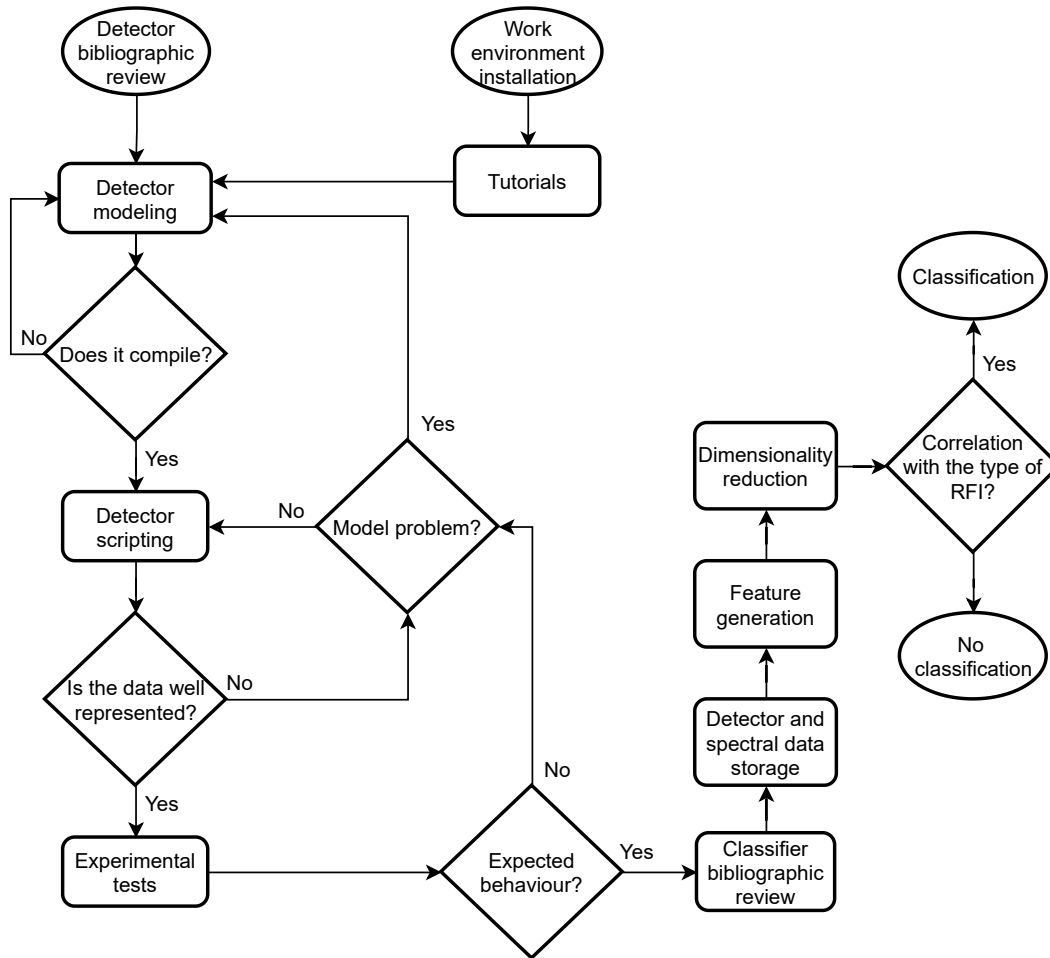 Detector
bibliographic
review
Work
environment
installation
Detector
modeling
Tutorials
No
Does it compile?
Yes
Detector
scripting
No
Model problem?
Yes
Is the data well
represented?
No
Yes
Experimental
tests
Expected
behaviour?
No
Yes
Classifier
bibliographic
review
Detector and
spectral data
storage
Feature
generation
Dimensionality
reduction
Correlation
with the type of
RFI?
Yes
Classification
No
classification